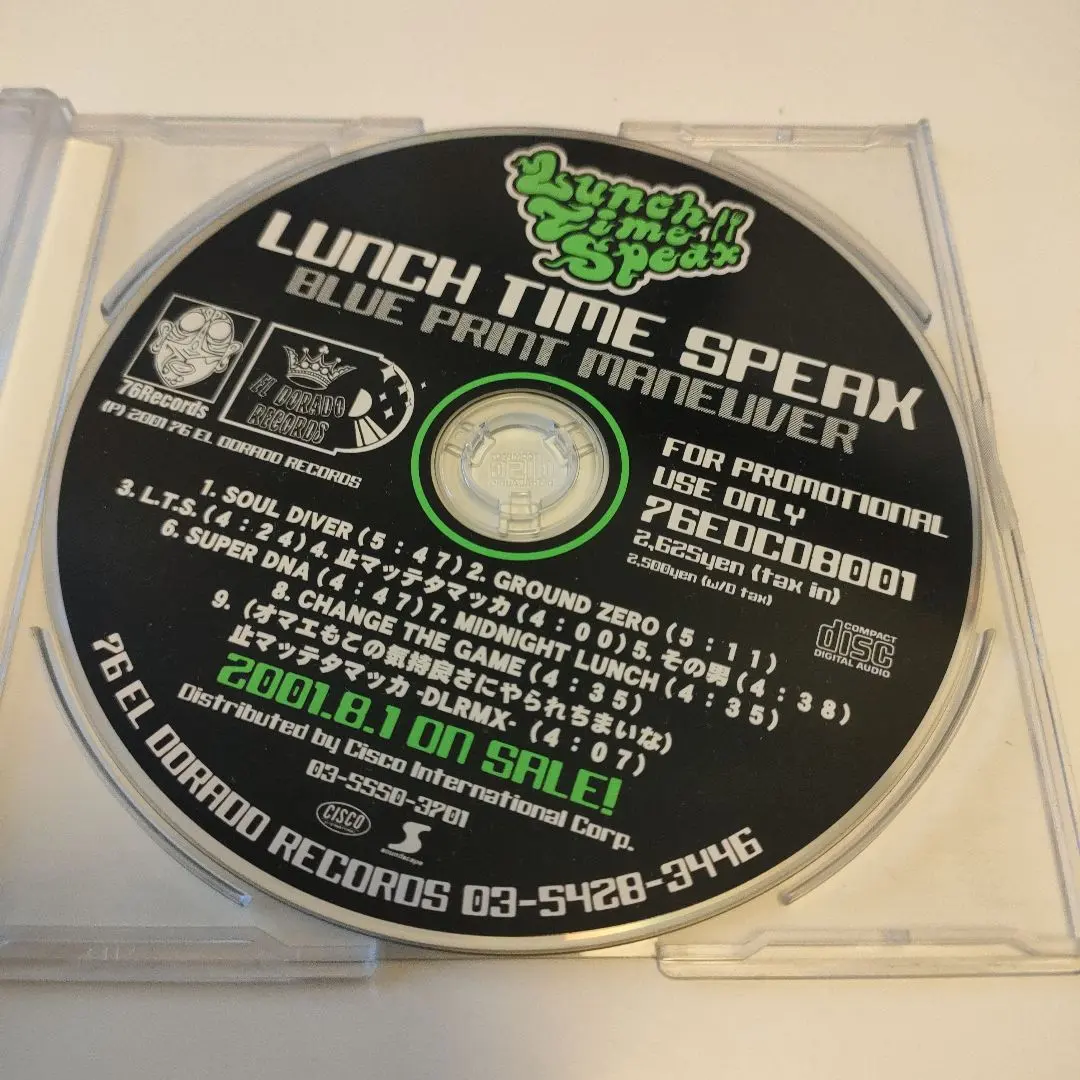 Lunch
Time
Speax
LUNCH TIME SPEAX
BLUE PRINT MANEUVER
76Records
EL DORADO
RECORDS
(P) 2001 76 EL DORADO RECORDS
FOR PROMOTIONAL
USE ONLY
76EDCD8001
2,625yen (tax in)
2,500yen (w/o tax)
COMPACT
disc
DIGITAL AUDIO
1. SOUL DIVER (5:47) 2. GROUND ZERO (5:11)
3. L.T.S. (4:24) 4. 止マッテタマッカ (4:00) 5. その男 (4:38)
6. SUPER DNA (4:47) 7. MIDNIGHT LUNCH (4:35)
8. CHANGE THE GAME (4:35)
9. (オマエもこの気持良さにやられちまいな)
止マッテタマッカ -DLRMX- (4:07)
2001.8.1 ON SALE!
Distributed by Cisco International Corp.
03-5550-3701
CISCO
soundscape
76 EL DORADO RECORDS 03-5428-3446